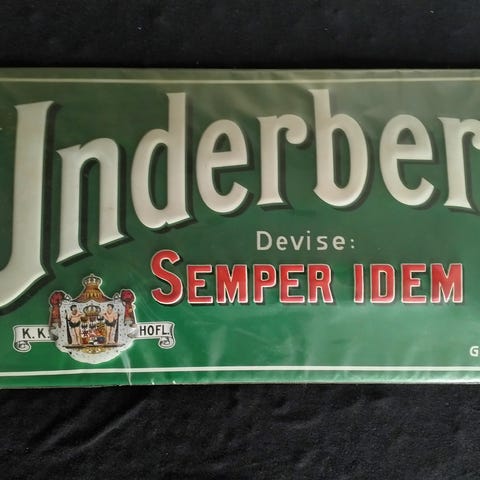 Underber
Devise:
SEMPER IDEM
K.K. HOFL
G